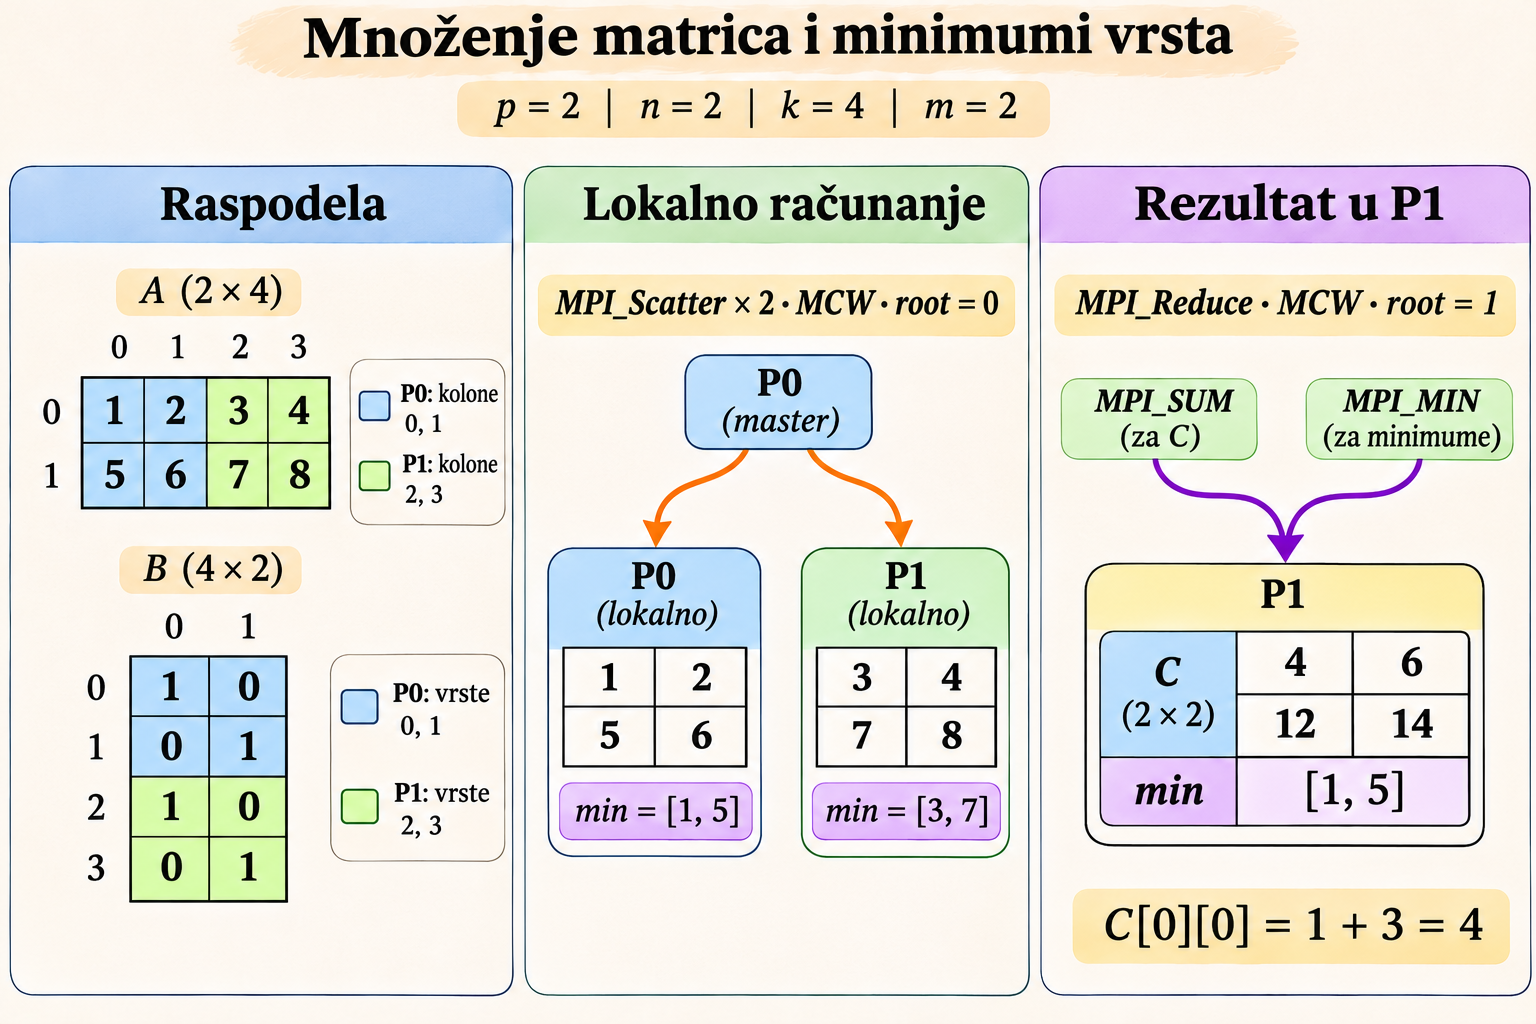 Množenje matrica i minimumi vrsta
p = 2 | n = 2 | k = 4 | m = 2
Raspodela
A (2 × 4)
0 1 2 3
0 1 2 3 4
1 5 6 7 8
P0: kolone
0, 1
P1: kolone
2, 3
B (4 × 2)
0 1
0 1 0
1 0 1
2 1 0
3 0 1
P0: vrste
0, 1
P1: vrste
2, 3
Lokalno računanje
MPI_Scatter × 2 · MCW · root = 0
P0
(master)
P0
(lokalno)
1 2
5 6
min = [1, 5]
P1
(lokalno)
3 4
7 8
min = [3, 7]
Rezultat u P1
MPI_Reduce · MCW · root = 1
MPI_SUM
(za C)
MPI_MIN
(za minimume)
P1
C
(2 × 2)
4 6
12 14
min [1, 5]
C[0][0] = 1 + 3 = 4